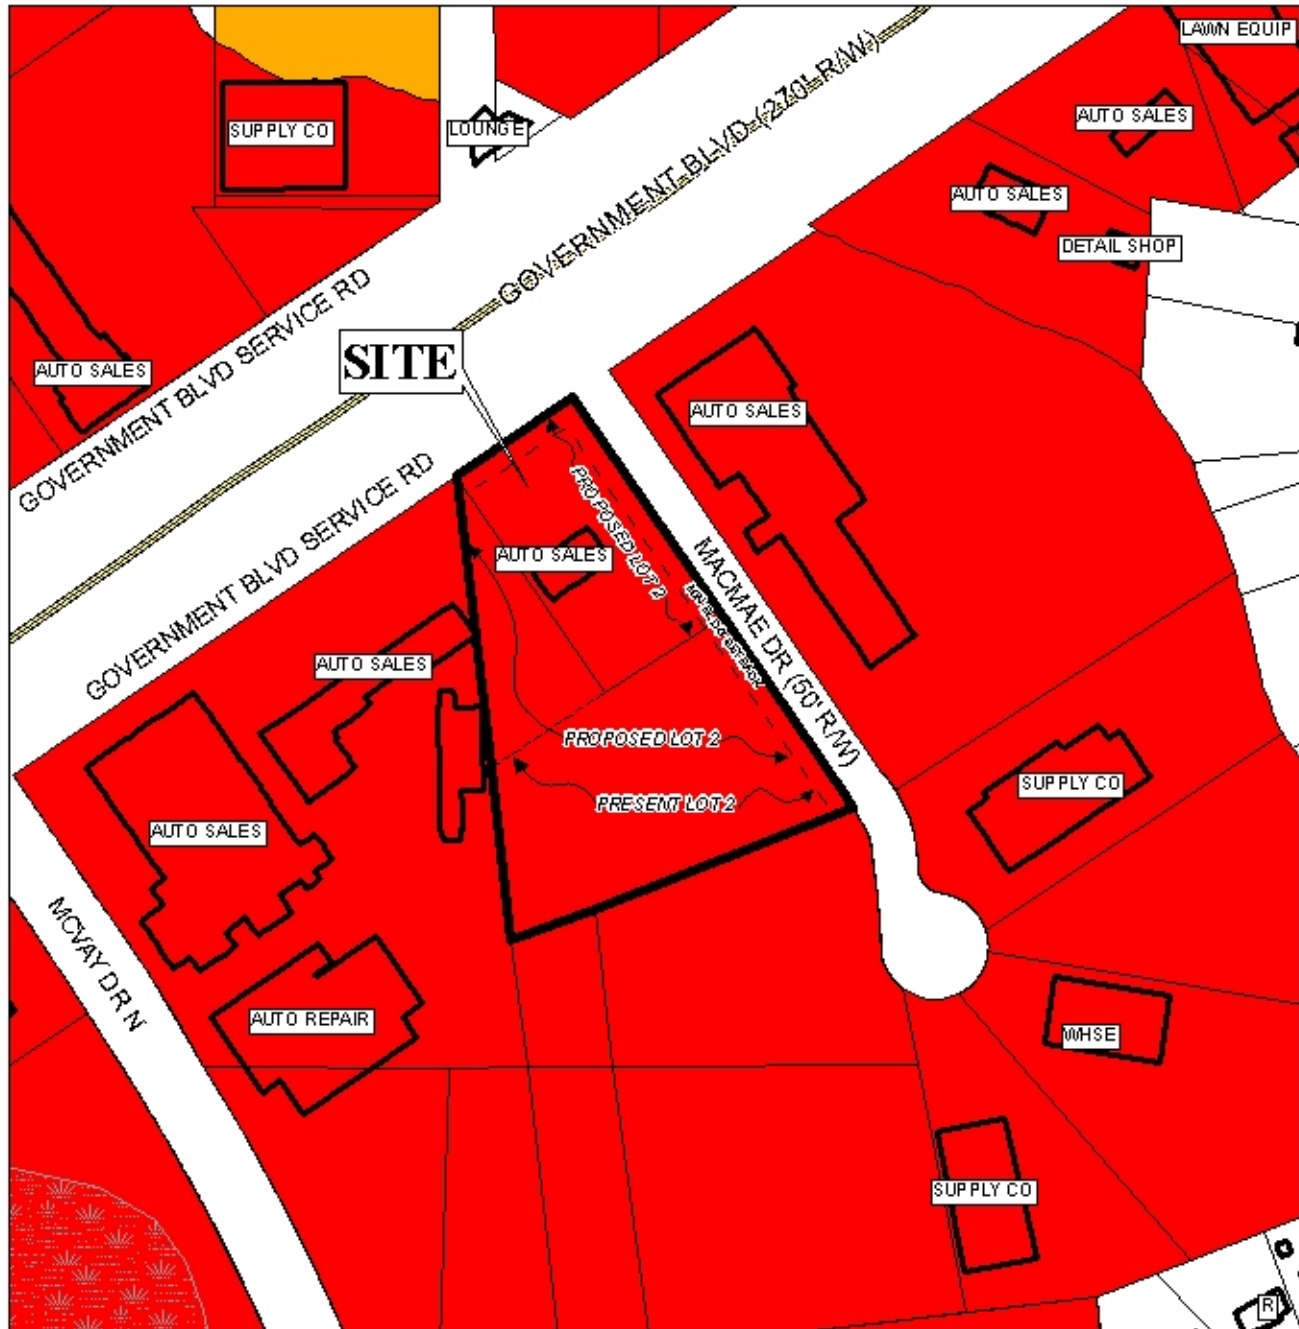 LAWN EQUIP
SUPPLY CO
LOUNGE
AUTO SALES
GOVERNMENT BLVD (270' R/W)
AUTO SALES
DETAIL SHOP
GOVERNMENT BLVD SERVICE RD
SITE
AUTO SALES
AUTO SALES
GOVERNMENT BLVD SERVICE RD
PROPOSED LOT 2
AUTO SALES
MACMAE DR (50' R/W)
AUTO SALES
PROPOSED LOT 2
SUPPLY CO
PRESENT LOT 2
AUTO SALES
MCVAY DR N
AUTO REPAIR
WHSE
SUPPLY CO
R